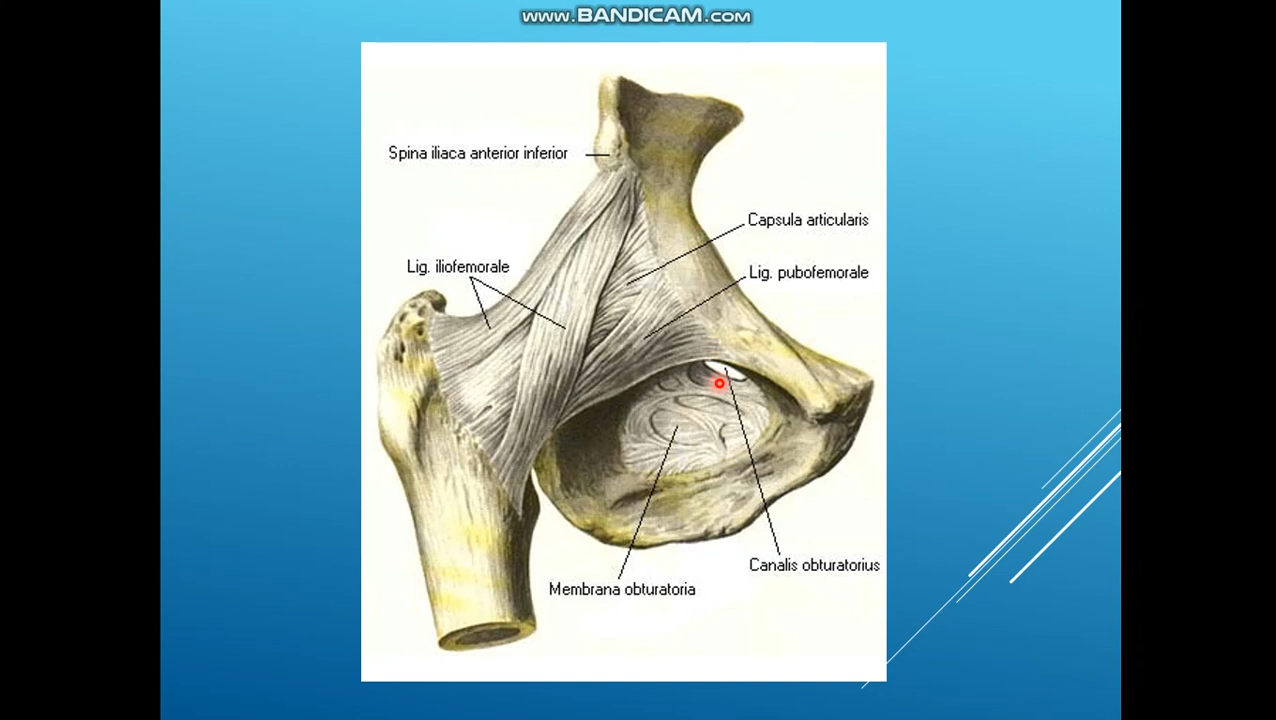 www.BANDICAM.com
Spina iliaca anterior inferior
Capsula articularis
Lig. iliofemorale
Lig. pubofemorale
Canalis obturatorius
Membrana obturatoria